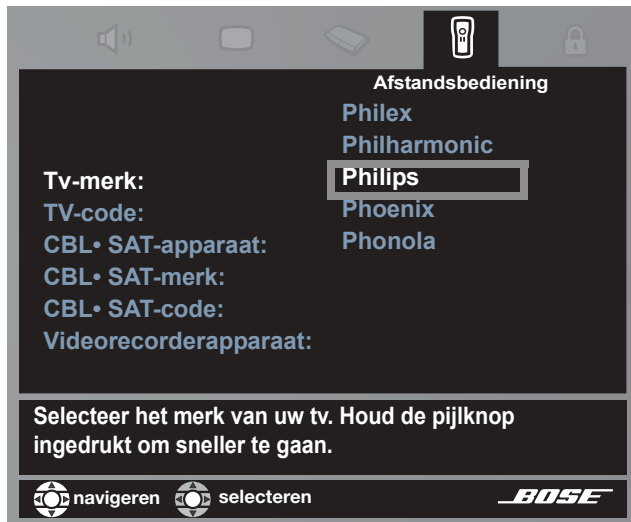 Afstandsbediening
Philex
Philharmonic
Tv-merk:
Philips
TV-code:
Phoenix
CBL• SAT-apparaat:
Phonola
CBL• SAT-merk:
CBL• SAT-code:
Videorecorderapparaat:
Selecteer het merk van uw tv. Houd de pijlknop
ingedrukt om sneller te gaan.
navigeren selecteren BOSE